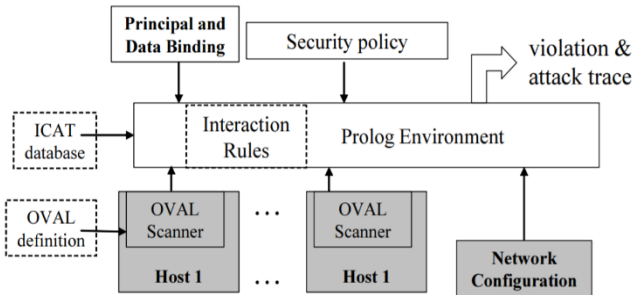 Principal and
Data Binding
Security policy
violation &
attack trace
ICAT
database
Interaction
Rules
Prolog Environment
OVAL
definition
OVAL
Scanner
Host 1
...
...
OVAL
Scanner
Host 1
Network
Configuration